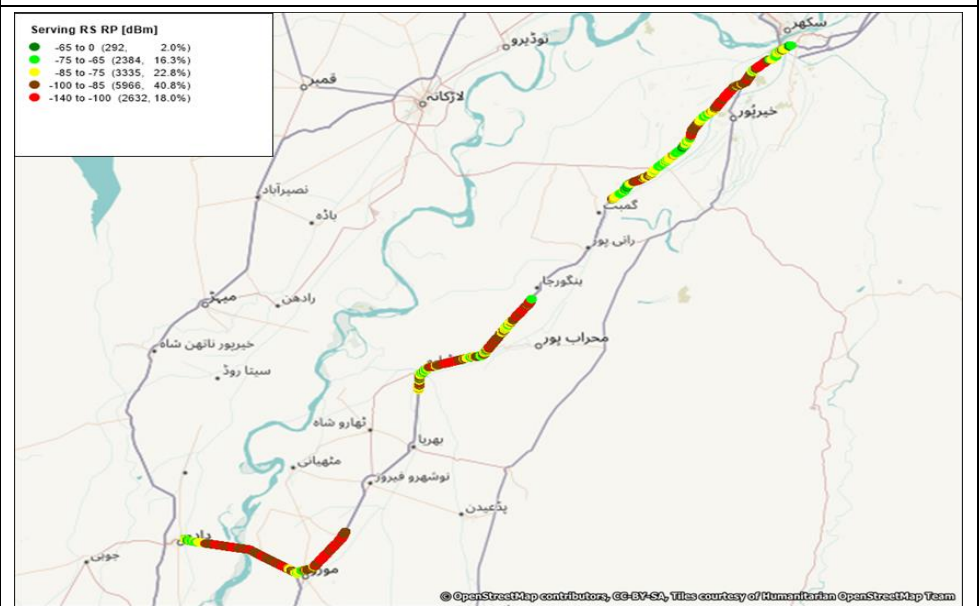 Serving RS RP [dBm]
-65 to 0 (292, 2.0%)
-75 to -65 (2384, 16.3%)
-85 to -75 (3335, 22.8%)
-100 to -85 (5966, 40.8%)
-140 to -100 (2632, 18.0%)
سکھر
نوڈیرو
قمبر
لاڑکانہ
خیرپور
نصیرآباد
باڈہ
گمبٹ
رانی پور
ہنگورجا
میہڑ
رادھن
محراب پور
خیرپور ناتھن شاہ
سیتا روڈ
ٹھارو شاہ
بھریا
مٹھیانی
نوشہرو فیروز
پڈعیدن
دادو
جوہی
مورو
© OpenStreetMap contributors, CC-BY-SA, Tiles courtesy of Humanitarian OpenStreetMap Team